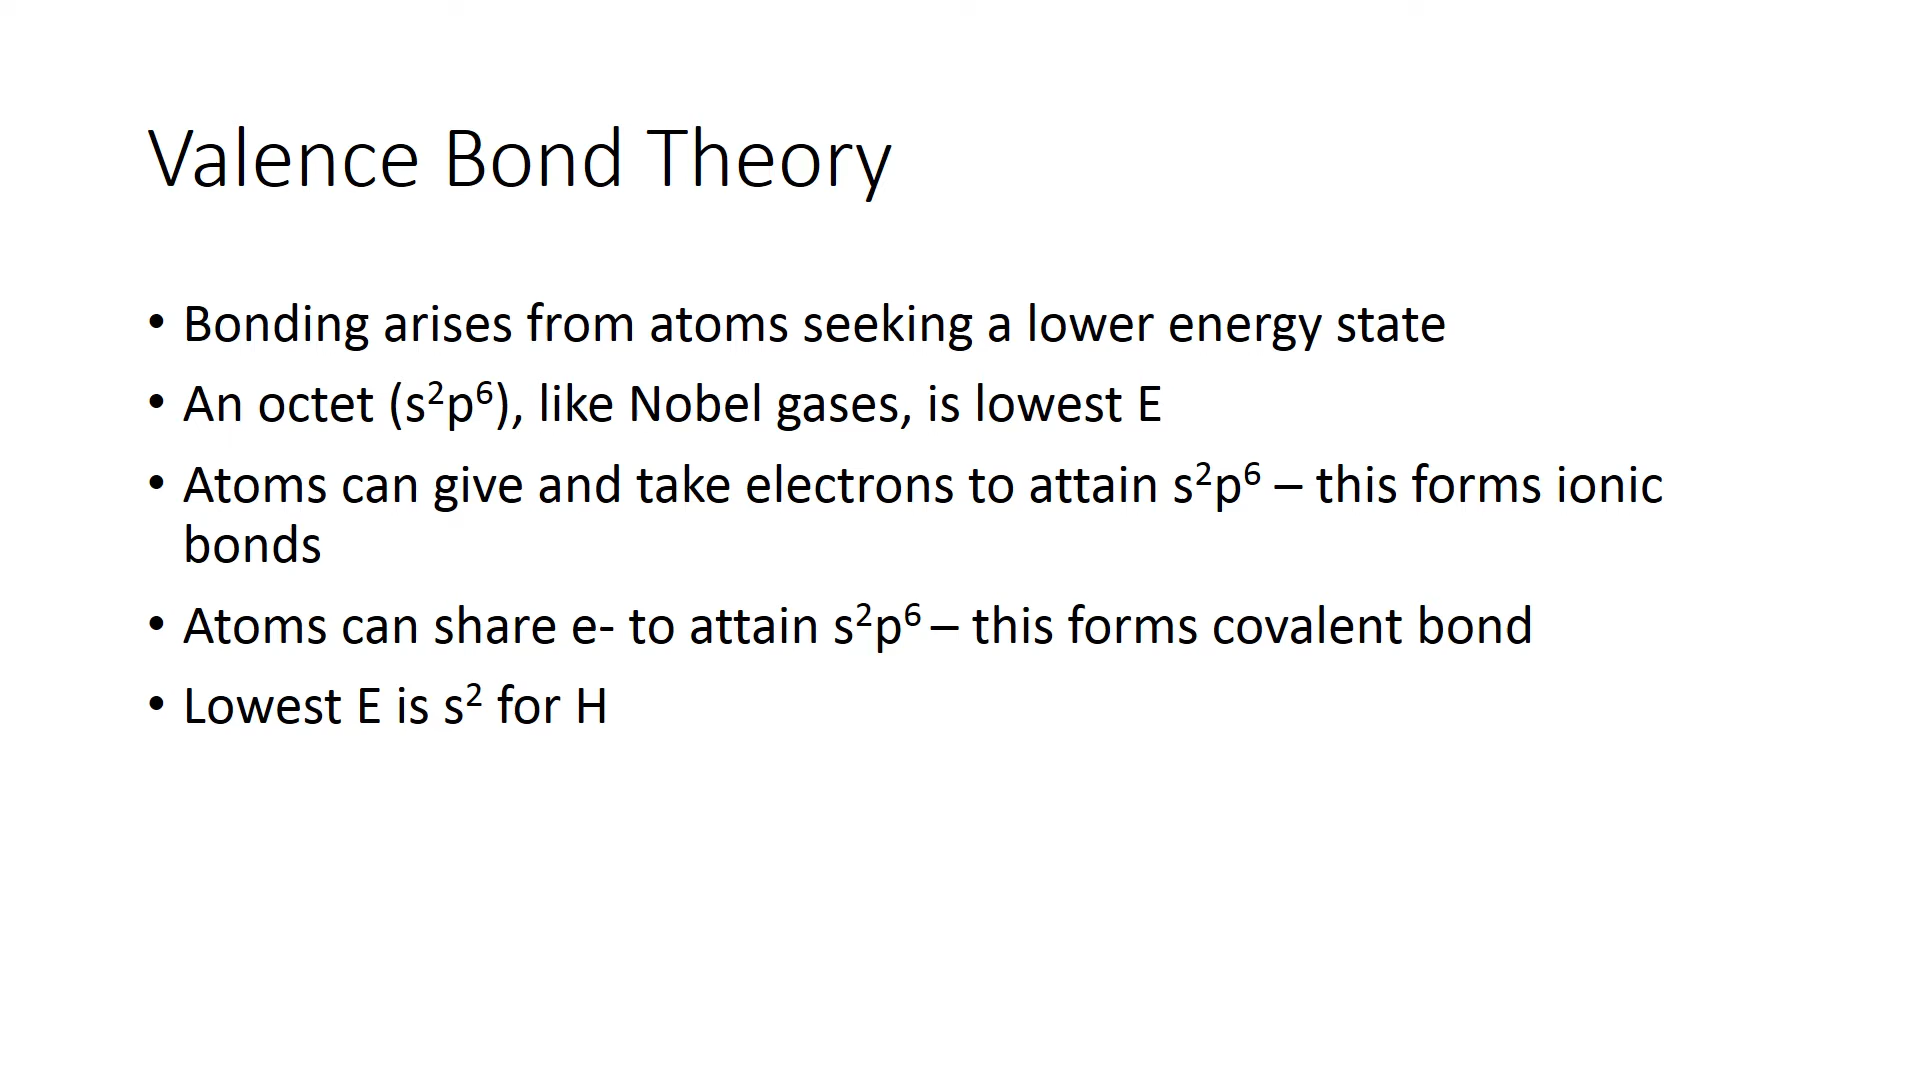 Valence Bond Theory
• Bonding arises from atoms seeking a lower energy state
• An octet (s²p⁶), like Nobel gases, is lowest E
• Atoms can give and take electrons to attain s²p⁶ – this forms ionic
bonds
• Atoms can share e- to attain s²p⁶ – this forms covalent bond
• Lowest E is s² for H